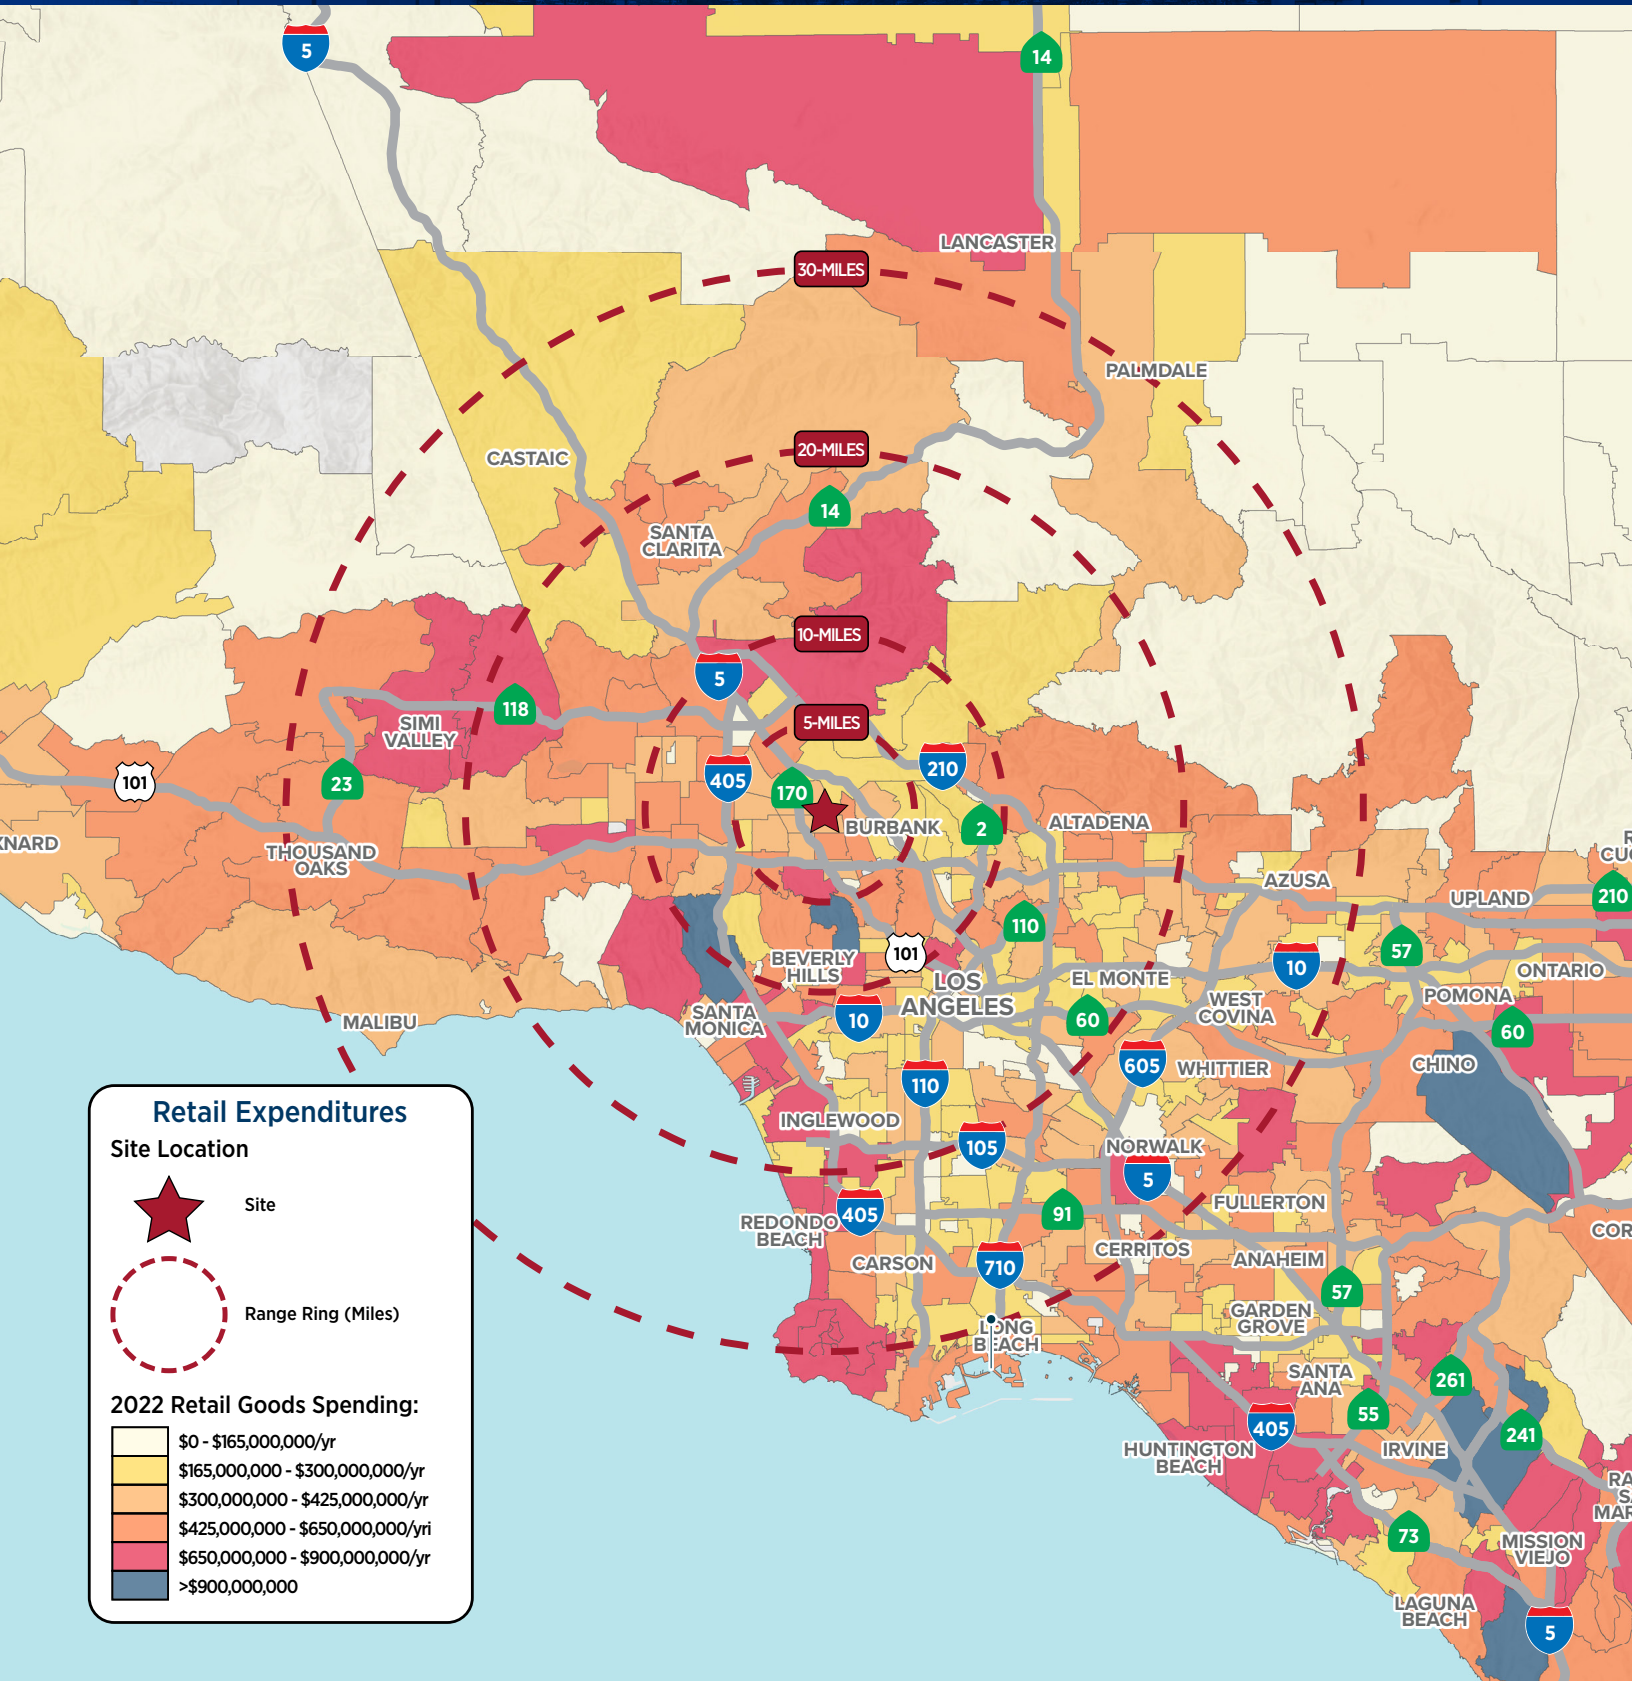 5
14
LANCASTER
30-MILES
PALMDALE
20-MILES
CASTAIC
14
SANTA
CLARITA
10-MILES
5
118
SIMI
VALLEY
5-MILES
101
23
405
170
210
BURBANK
2
ALTADENA
THOUSAND
OAKS
AZUSA
UPLAND
210
110
101
BEVERLY
HILLS
57
10
EL MONTE
ONTARIO
LOS
ANGELES
WEST
COVINA
POMONA
MALIBU
SANTA
MONICA
10
60
60
605
WHITTIER
CHINO
110
INGLEWOOD
105
NORWALK
5
FULLERTON
REDONDO
BEACH
405
91
CERRITOS
ANAHEIM
CARSON
710
57
GARDEN
GROVE
LONG
BEACH
SANTA
ANA
261
55
405
241
HUNTINGTON
BEACH
IRVINE
73
MISSION
VIEJO
LAGUNA
BEACH
5
Retail Expenditures
Site Location
Site
Range Ring (Miles)
2022 Retail Goods Spending:
$0 - $165,000,000/yr
$165,000,000 - $300,000,000/yr
$300,000,000 - $425,000,000/yr
$425,000,000 - $650,000,000/yri
$650,000,000 - $900,000,000/yr
>$900,000,000